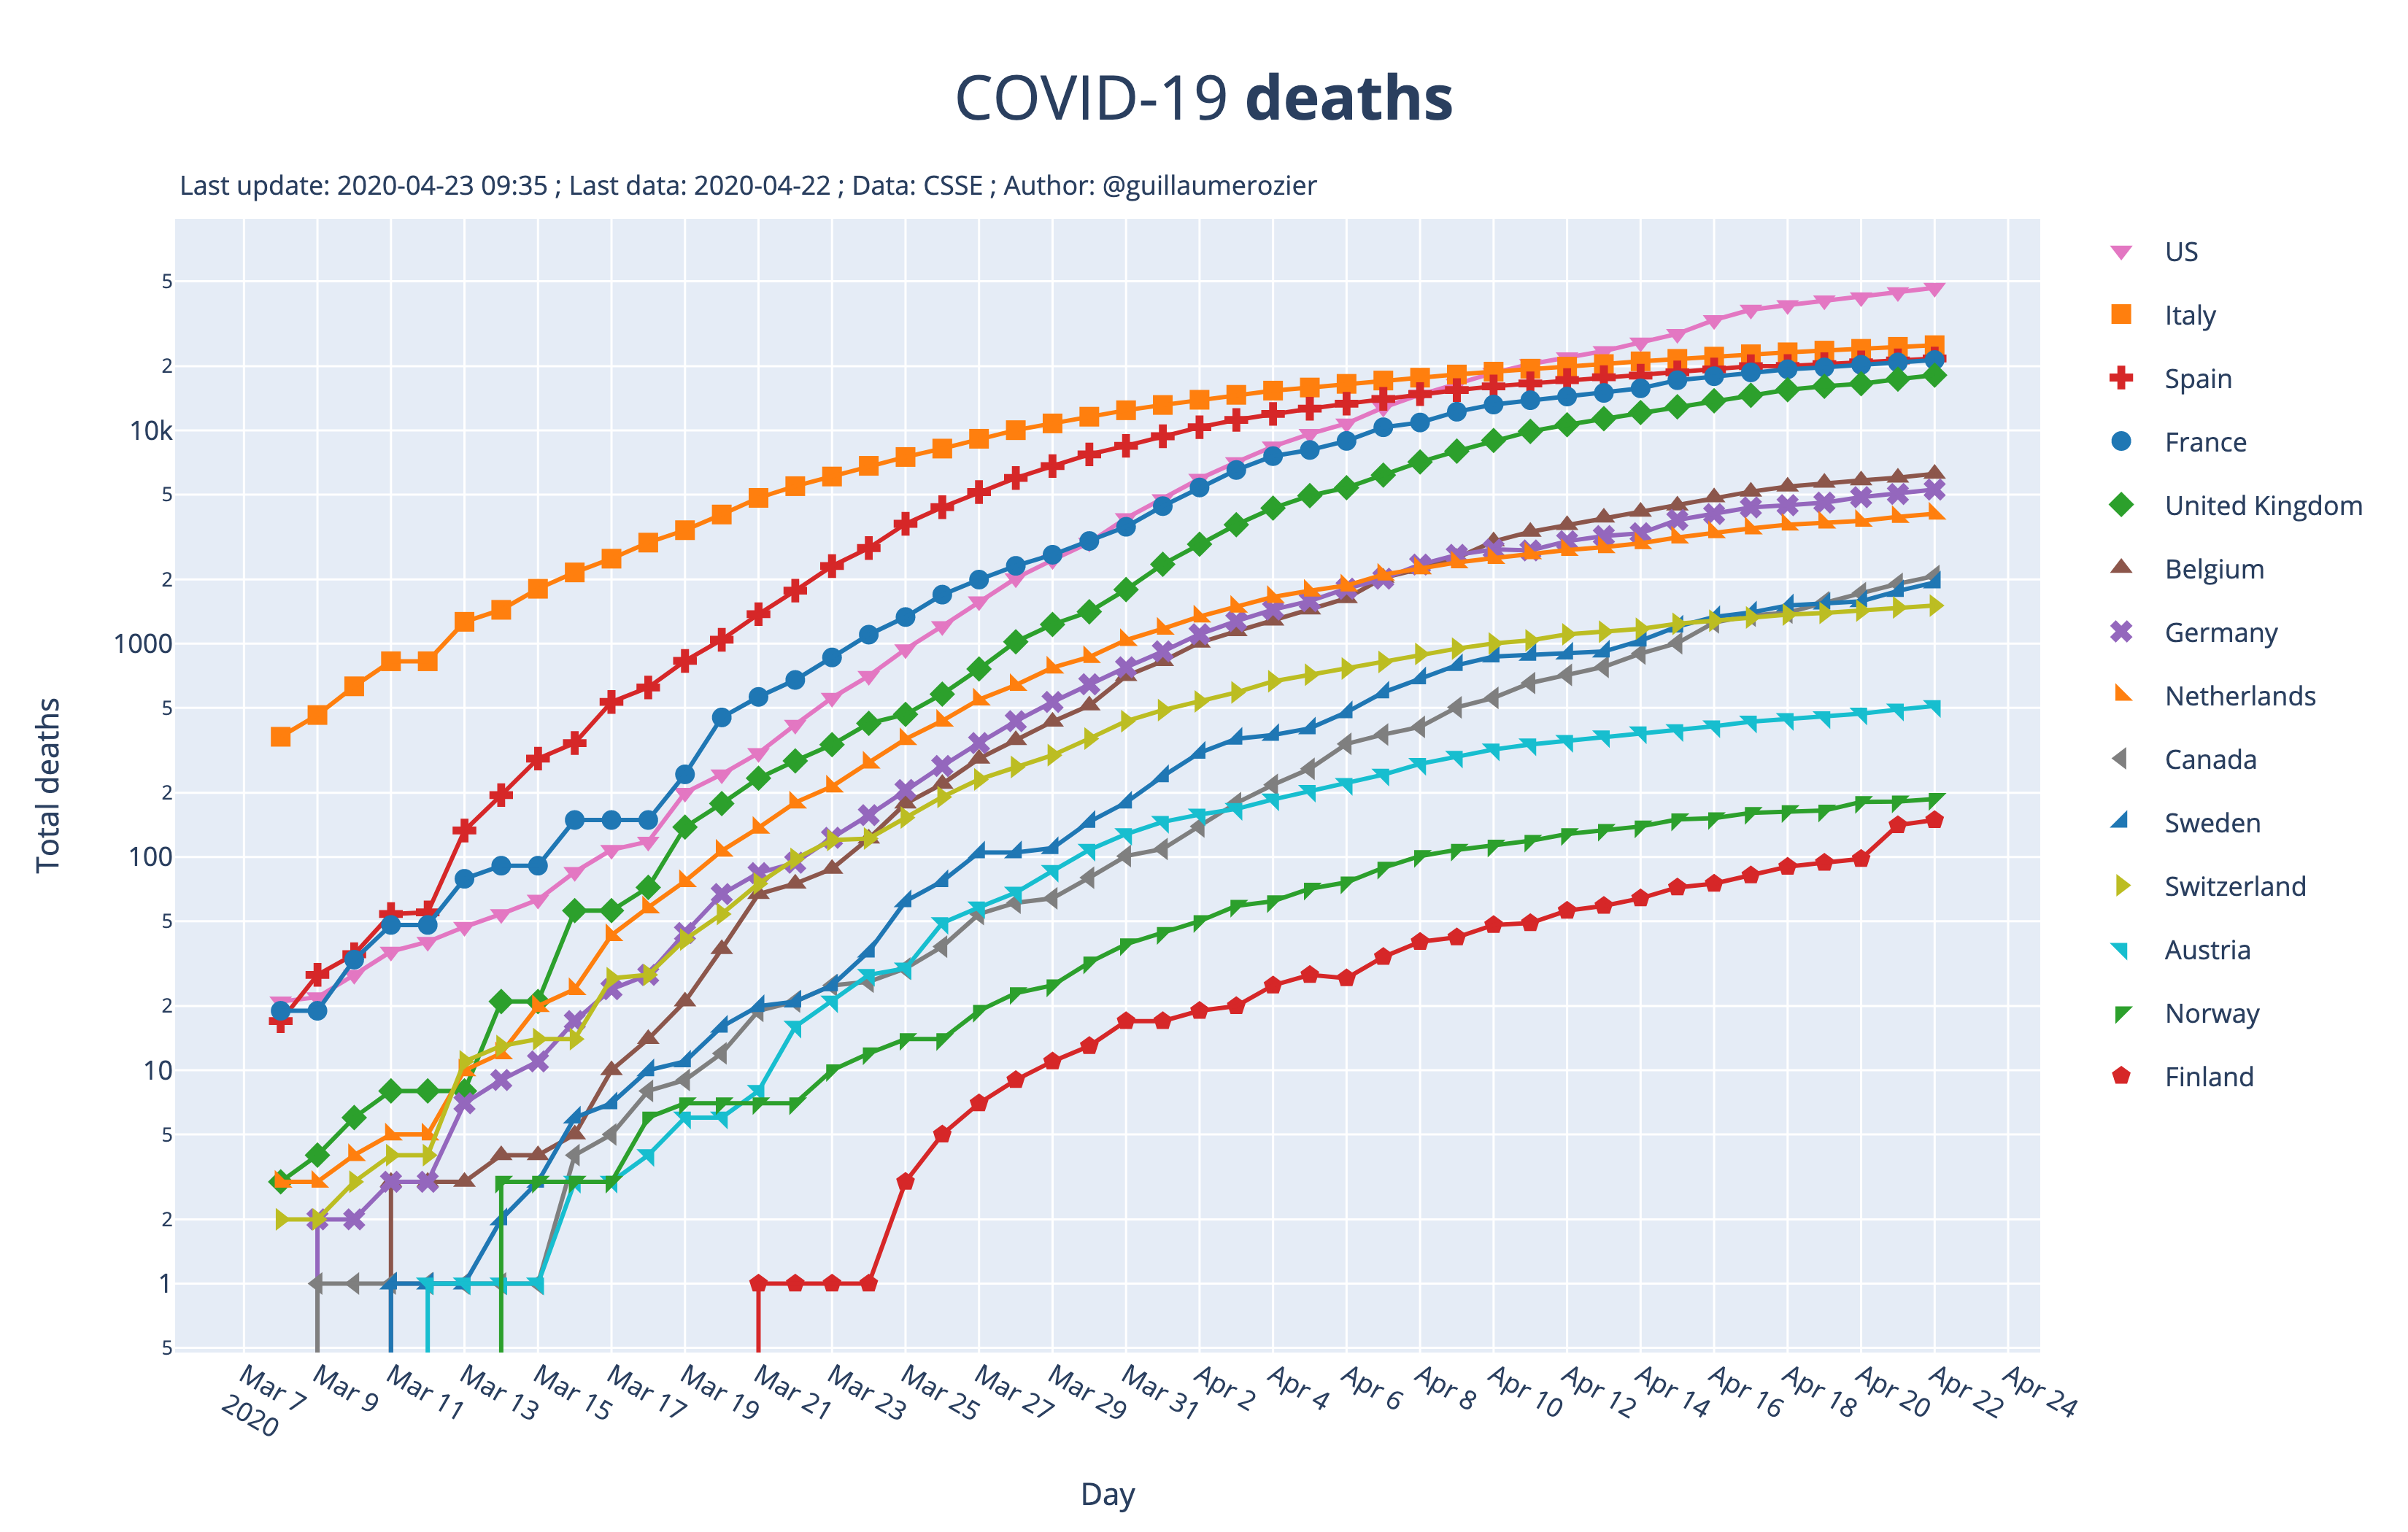 COVID-19 deaths
Last update: 2020-04-23 09:35 ; Last data: 2020-04-22 ; Data: CSSE ; Author: @guillaumerozier
5
2
10k
5
2
1000
5
2
100
5
2
10
5
2
1
5
Total deaths
Mar 7
2020
Mar 9
Mar 11
Mar 13
Mar 15
Mar 17
Mar 19
Mar 21
Mar 23
Mar 25
Mar 27
Mar 29
Mar 31
Apr 2
Apr 4
Apr 6
Apr 8
Apr 10
Apr 12
Apr 14
Apr 16
Apr 18
Apr 20
Apr 22
Apr 24
Day
US
Italy
Spain
France
United Kingdom
Belgium
Germany
Netherlands
Canada
Sweden
Switzerland
Austria
Norway
Finland